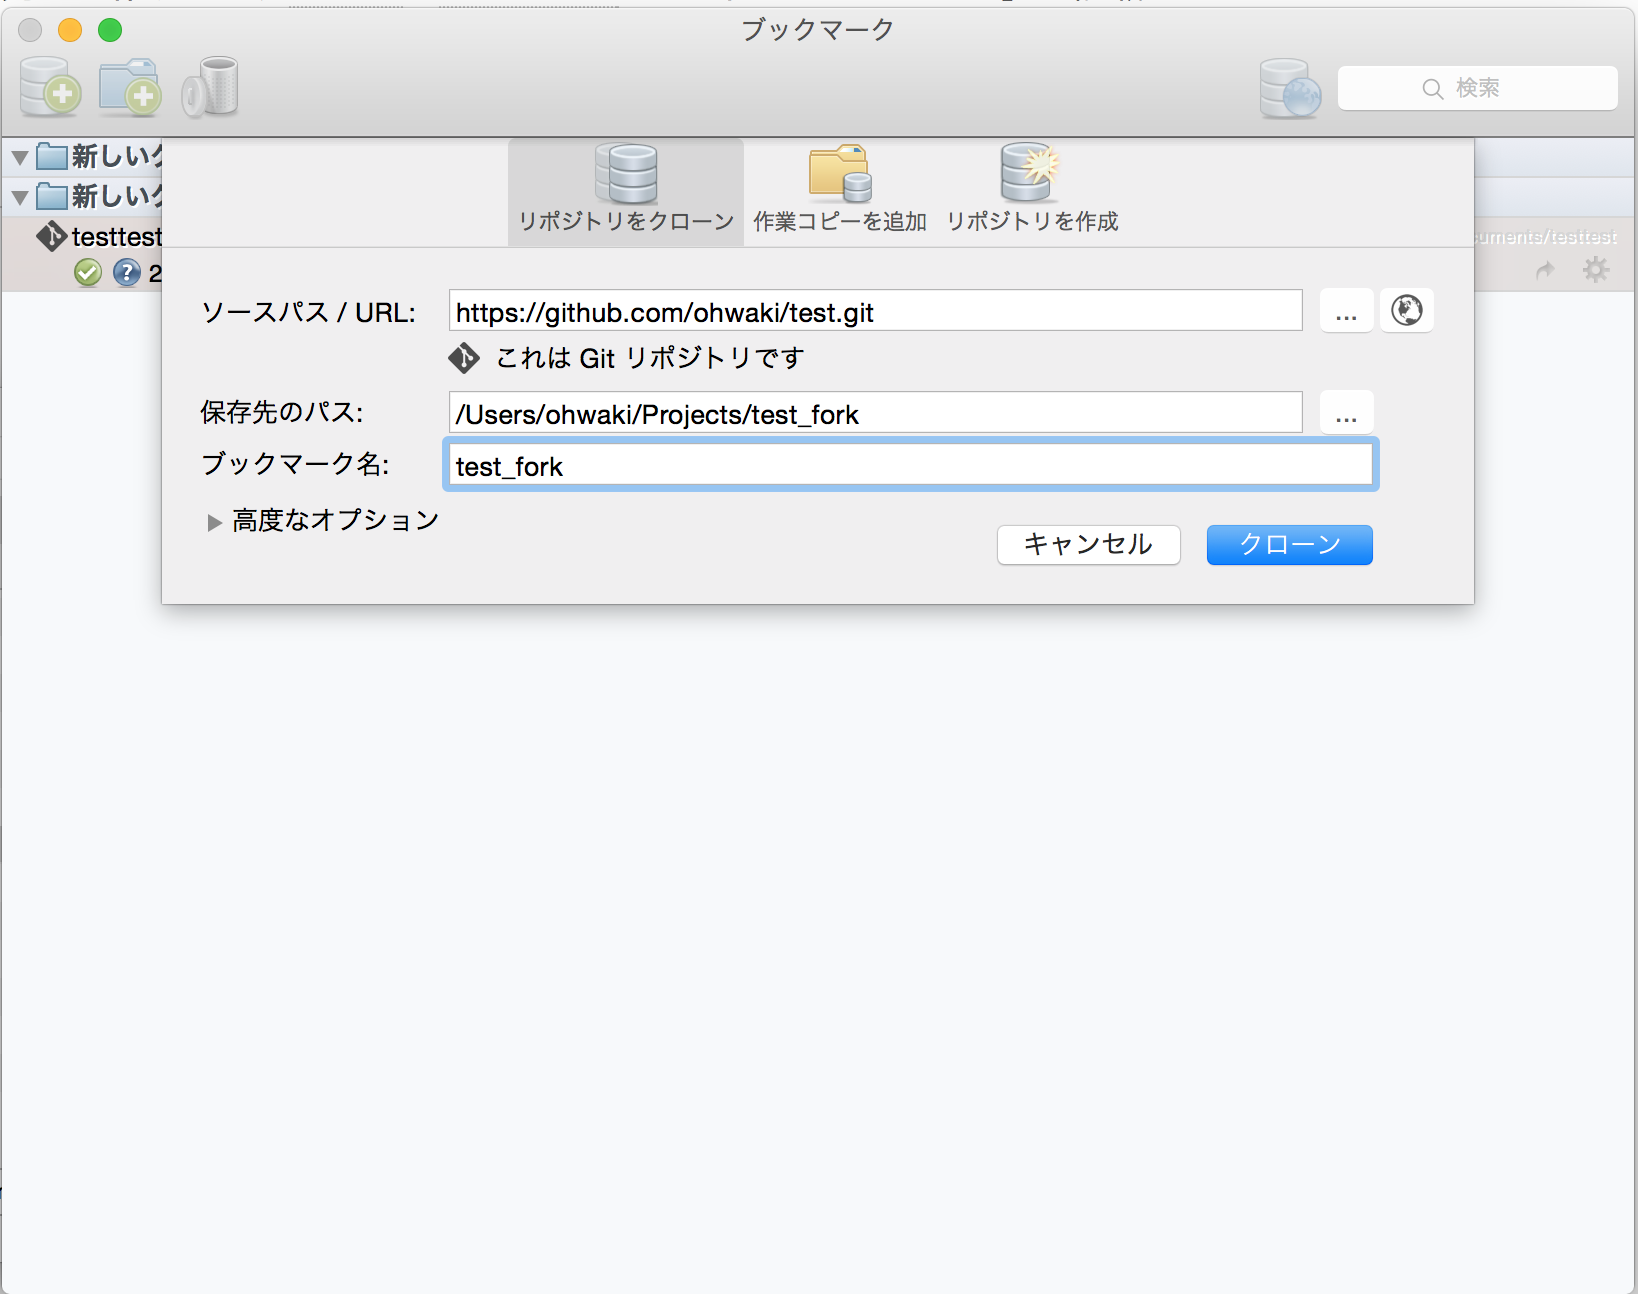 ブックマーク
検索
新しいク
新しいク
testtest
2
uments/testtest
リポジトリをクローン
作業コピーを追加
リポジトリを作成
ソースパス / URL:
https://github.com/ohwaki/test.git
...
これは Git リポジトリです
保存先のパス:
/Users/ohwaki/Projects/test_fork
...
ブックマーク名:
test_fork
高度なオプション
キャンセル
クローン